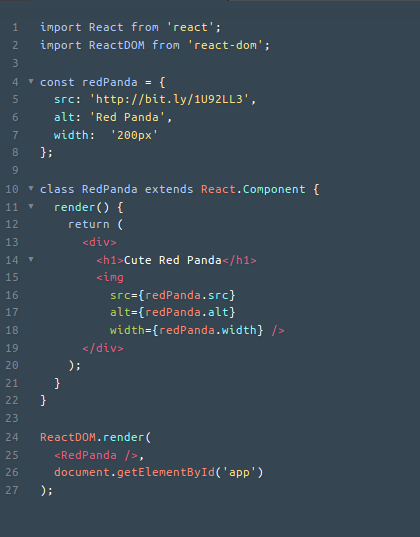 1 import React from 'react';
2 import ReactDOM from 'react-dom';
3
4 const redPanda = {
5   src: 'http://bit.ly/1U92LL3',
6   alt: 'Red Panda',
7   width:  '200px'
8 };
9
10 class RedPanda extends React.Component {
11   render() {
12     return (
13       <div>
14         <h1>Cute Red Panda</h1>
15         <img
16           src={redPanda.src}
17           alt={redPanda.alt}
18           width={redPanda.width} />
19       </div>
20     );
21   }
22 }
23
24 ReactDOM.render(
25   <RedPanda />,
26   document.getElementById('app')
27 );